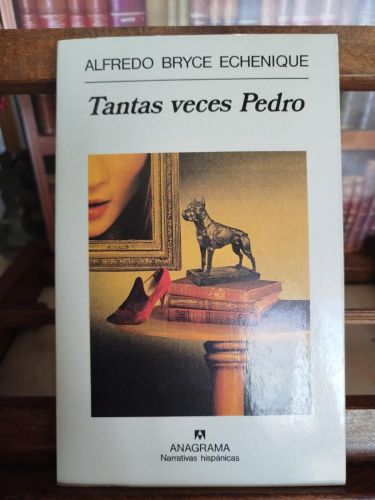 ALFREDO BRYCE ECHENIQUE
Tantas veces Pedro
ANAGRAMA
Narrativas hispánicas